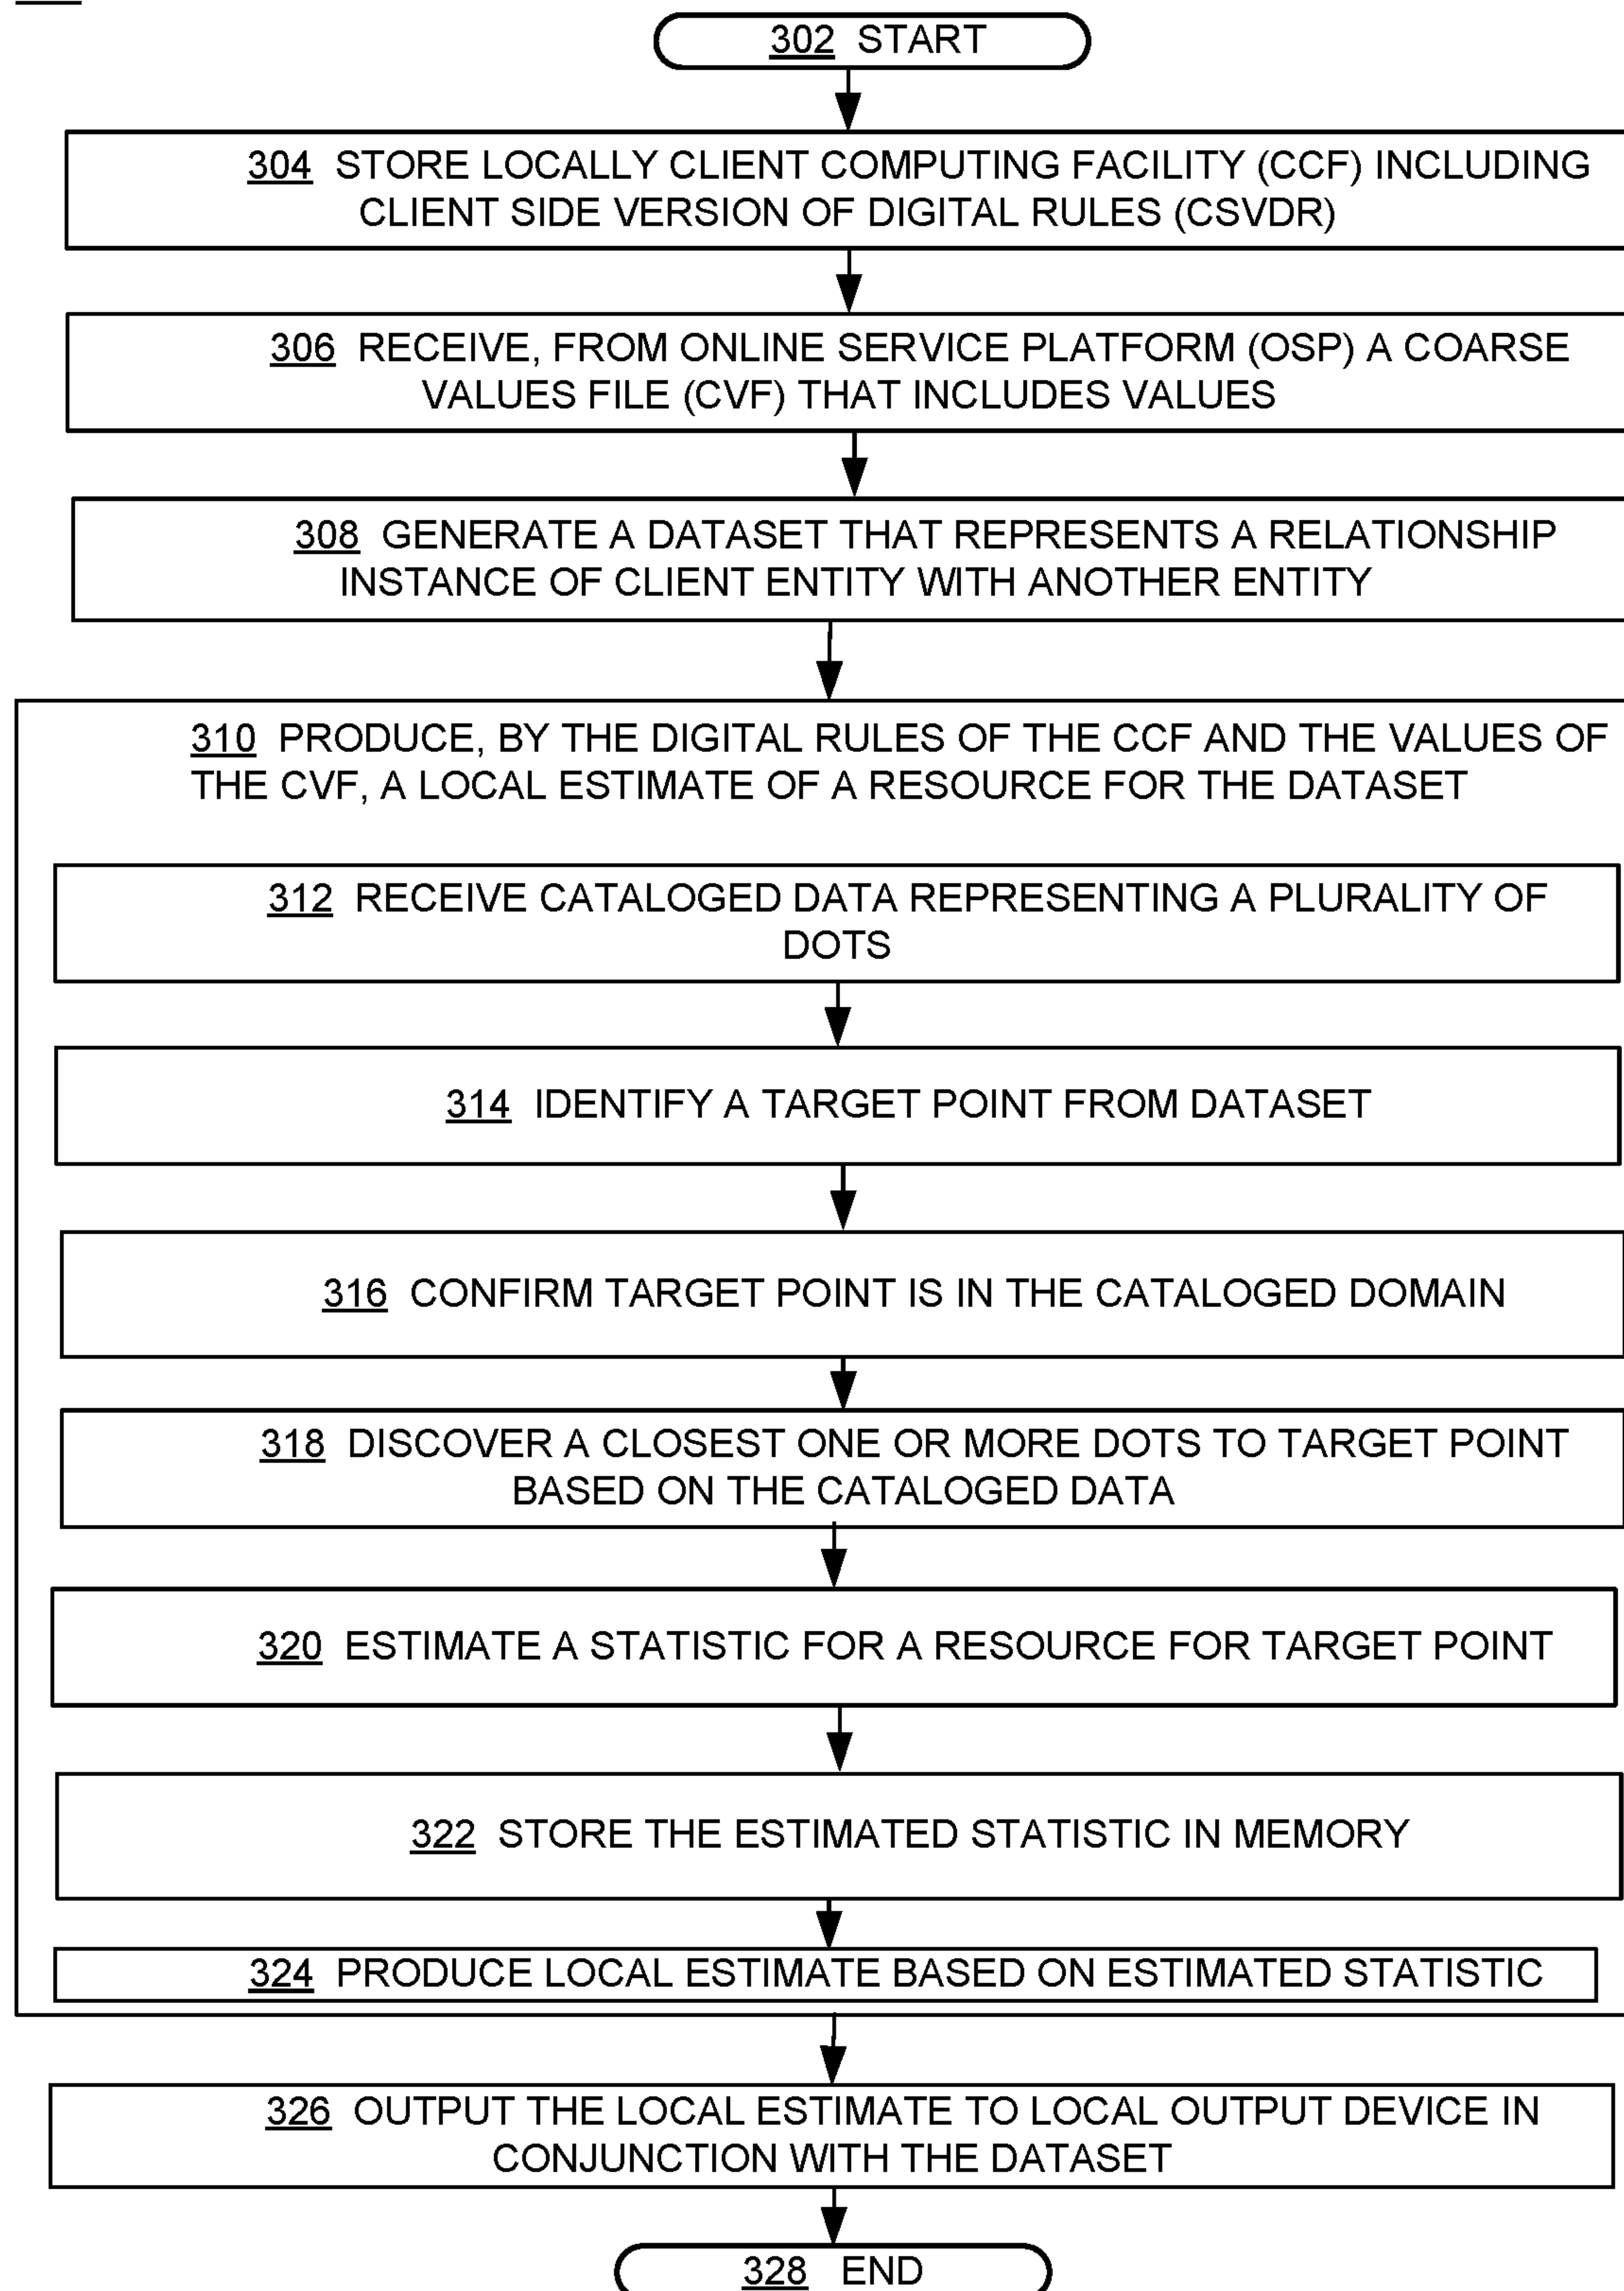 302 START
304 STORE LOCALLY CLIENT COMPUTING FACILITY (CCF) INCLUDING
CLIENT SIDE VERSION OF DIGITAL RULES (CSVDR)
306 RECEIVE, FROM ONLINE SERVICE PLATFORM (OSP) A COARSE
VALUES FILE (CVF) THAT INCLUDES VALUES
308 GENERATE A DATASET THAT REPRESENTS A RELATIONSHIP
INSTANCE OF CLIENT ENTITY WITH ANOTHER ENTITY
310 PRODUCE, BY THE DIGITAL RULES OF THE CCF AND THE VALUES OF
THE CVF, A LOCAL ESTIMATE OF A RESOURCE FOR THE DATASET
312 RECEIVE CATALOGED DATA REPRESENTING A PLURALITY OF
DOTS
314 IDENTIFY A TARGET POINT FROM DATASET
316 CONFIRM TARGET POINT IS IN THE CATALOGED DOMAIN
318 DISCOVER A CLOSEST ONE OR MORE DOTS TO TARGET POINT
BASED ON THE CATALOGED DATA
320 ESTIMATE A STATISTIC FOR A RESOURCE FOR TARGET POINT
322 STORE THE ESTIMATED STATISTIC IN MEMORY
324 PRODUCE LOCAL ESTIMATE BASED ON ESTIMATED STATISTIC
326 OUTPUT THE LOCAL ESTIMATE TO LOCAL OUTPUT DEVICE IN
CONJUNCTION WITH THE DATASET
328 END